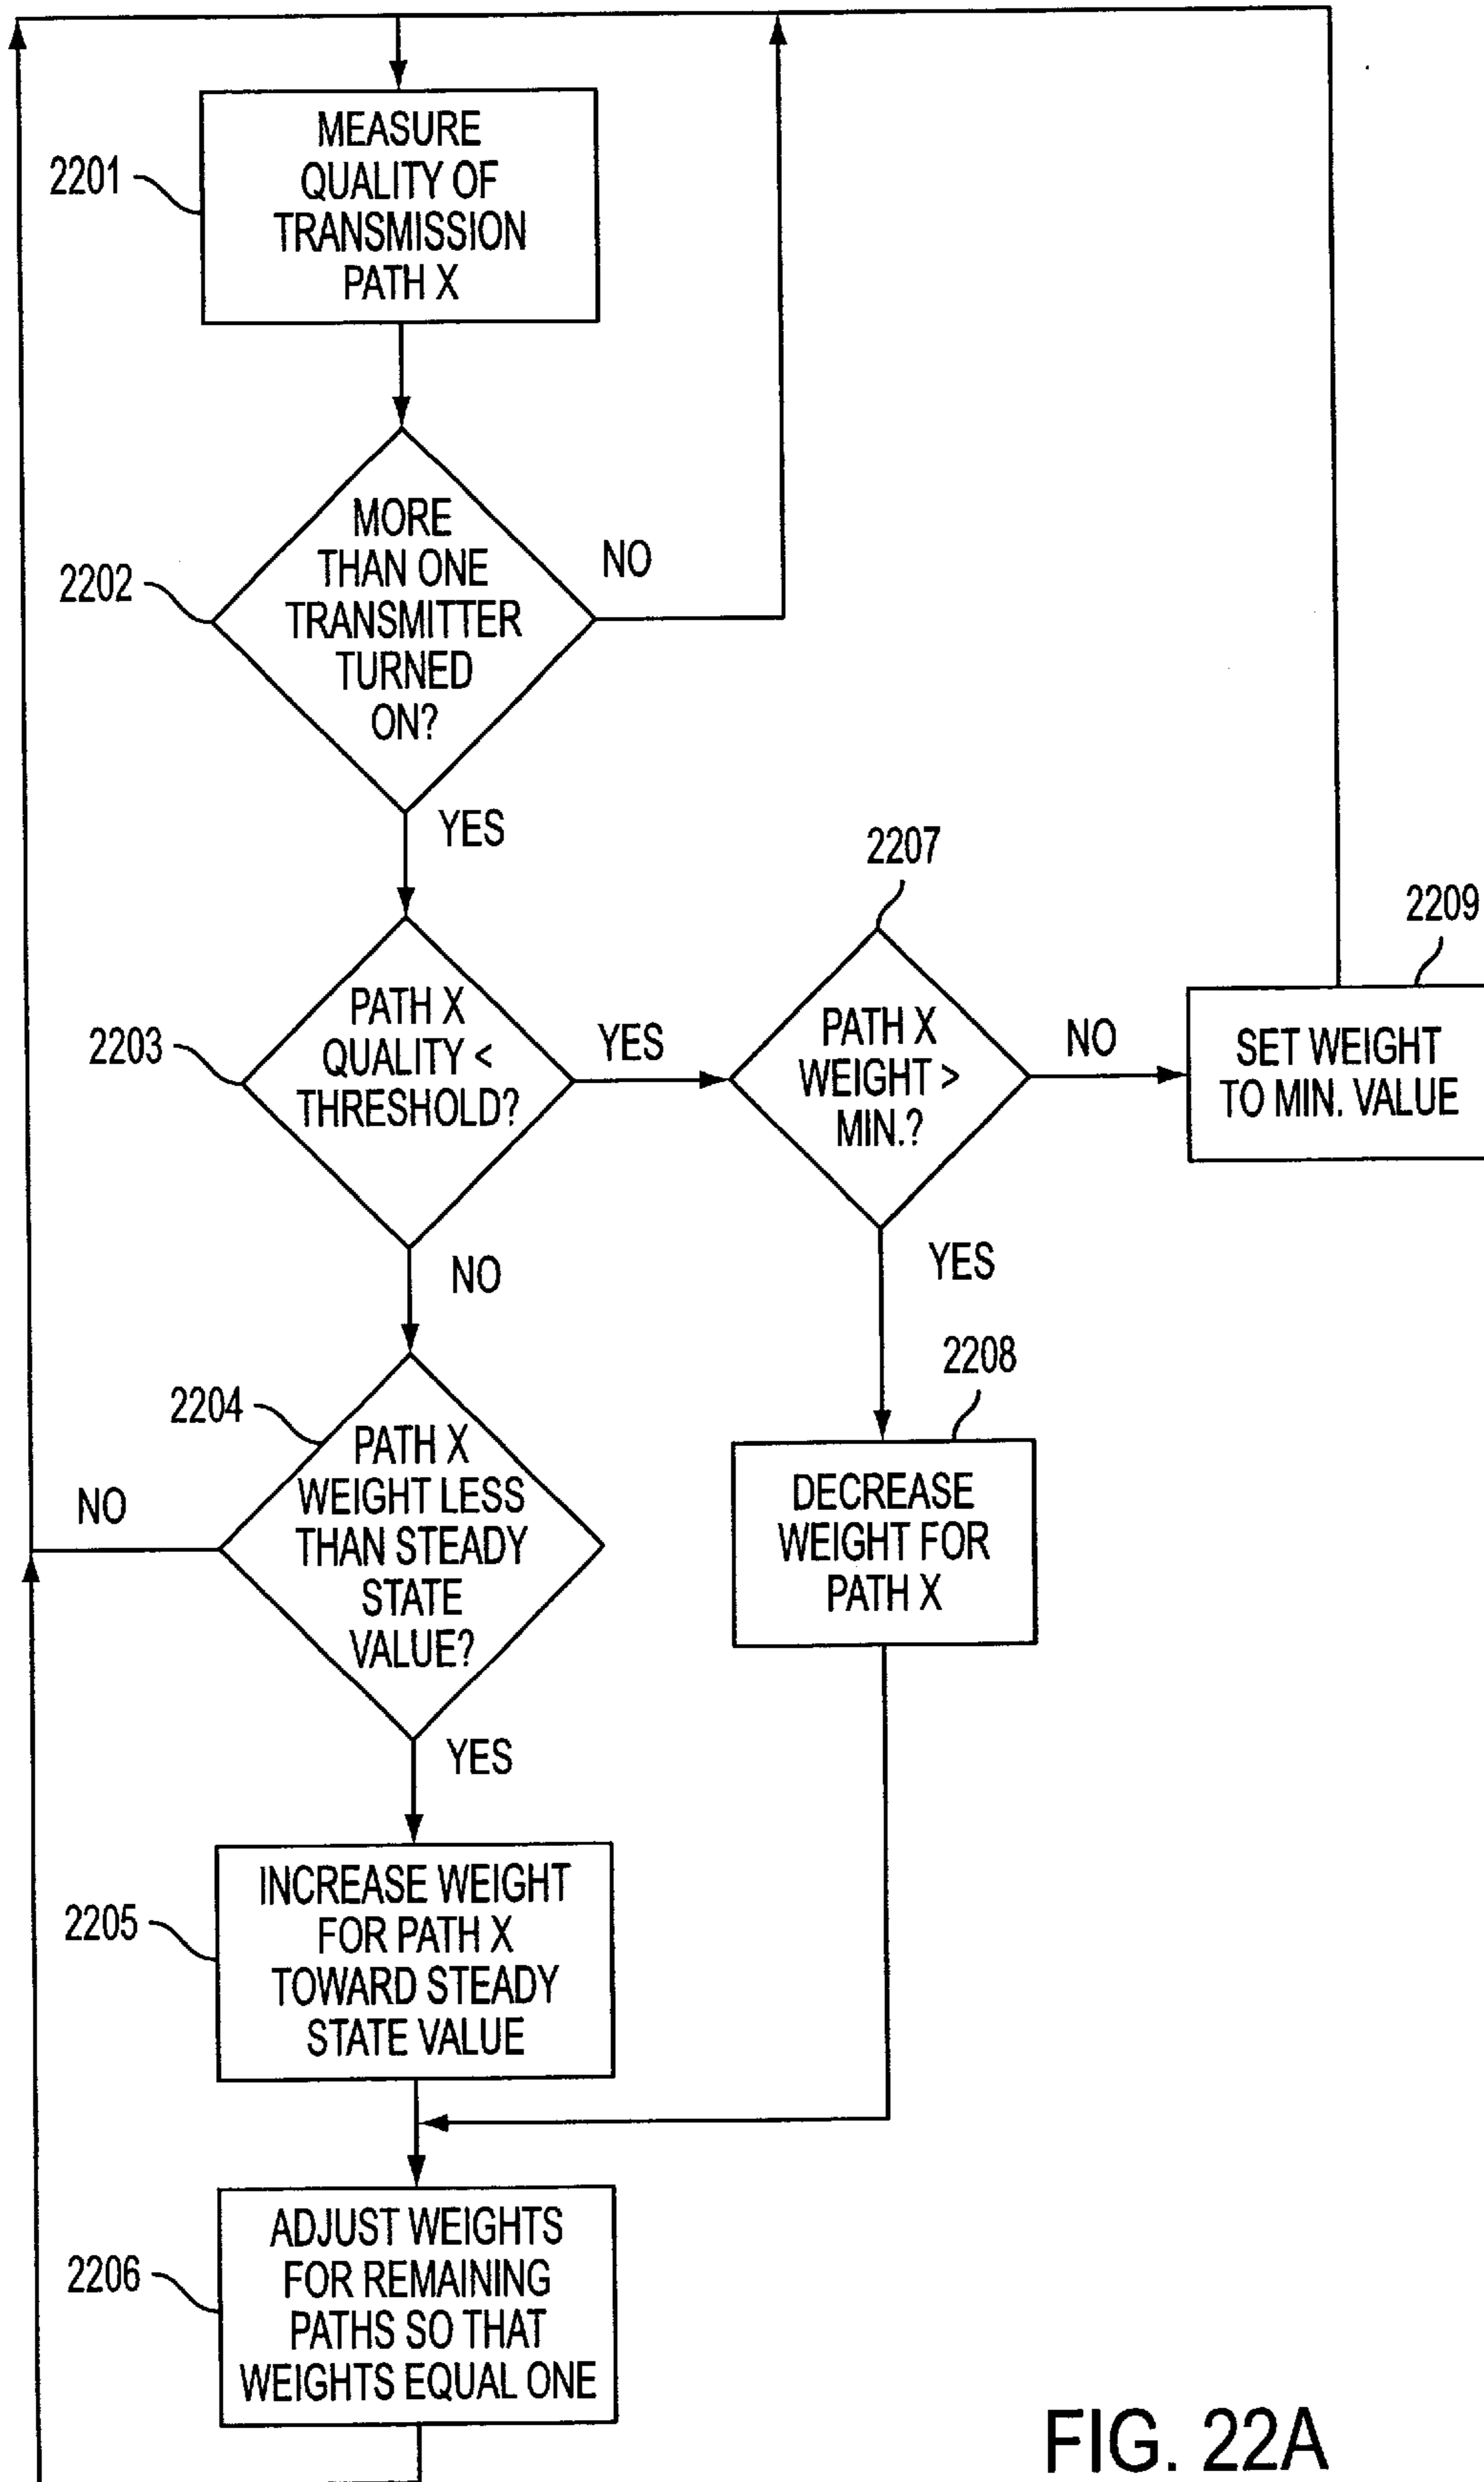 MEASURE
QUALITY OF
TRANSMISSION
PATH X
2201
MORE
THAN ONE
TRANSMITTER
TURNED
ON?
2202
NO
YES
PATH X
QUALITY <
THRESHOLD?
2203
YES
NO
2207
PATH X
WEIGHT >
MIN.?
NO
YES
2209
SET WEIGHT
TO MIN. VALUE
2208
DECREASE
WEIGHT FOR
PATH X
2204
PATH X
WEIGHT LESS
THAN STEADY
STATE
VALUE?
NO
YES
2205
INCREASE WEIGHT
FOR PATH X
TOWARD STEADY
STATE VALUE
2206
ADJUST WEIGHTS
FOR REMAINING
PATHS SO THAT
WEIGHTS EQUAL ONE
FIG. 22A